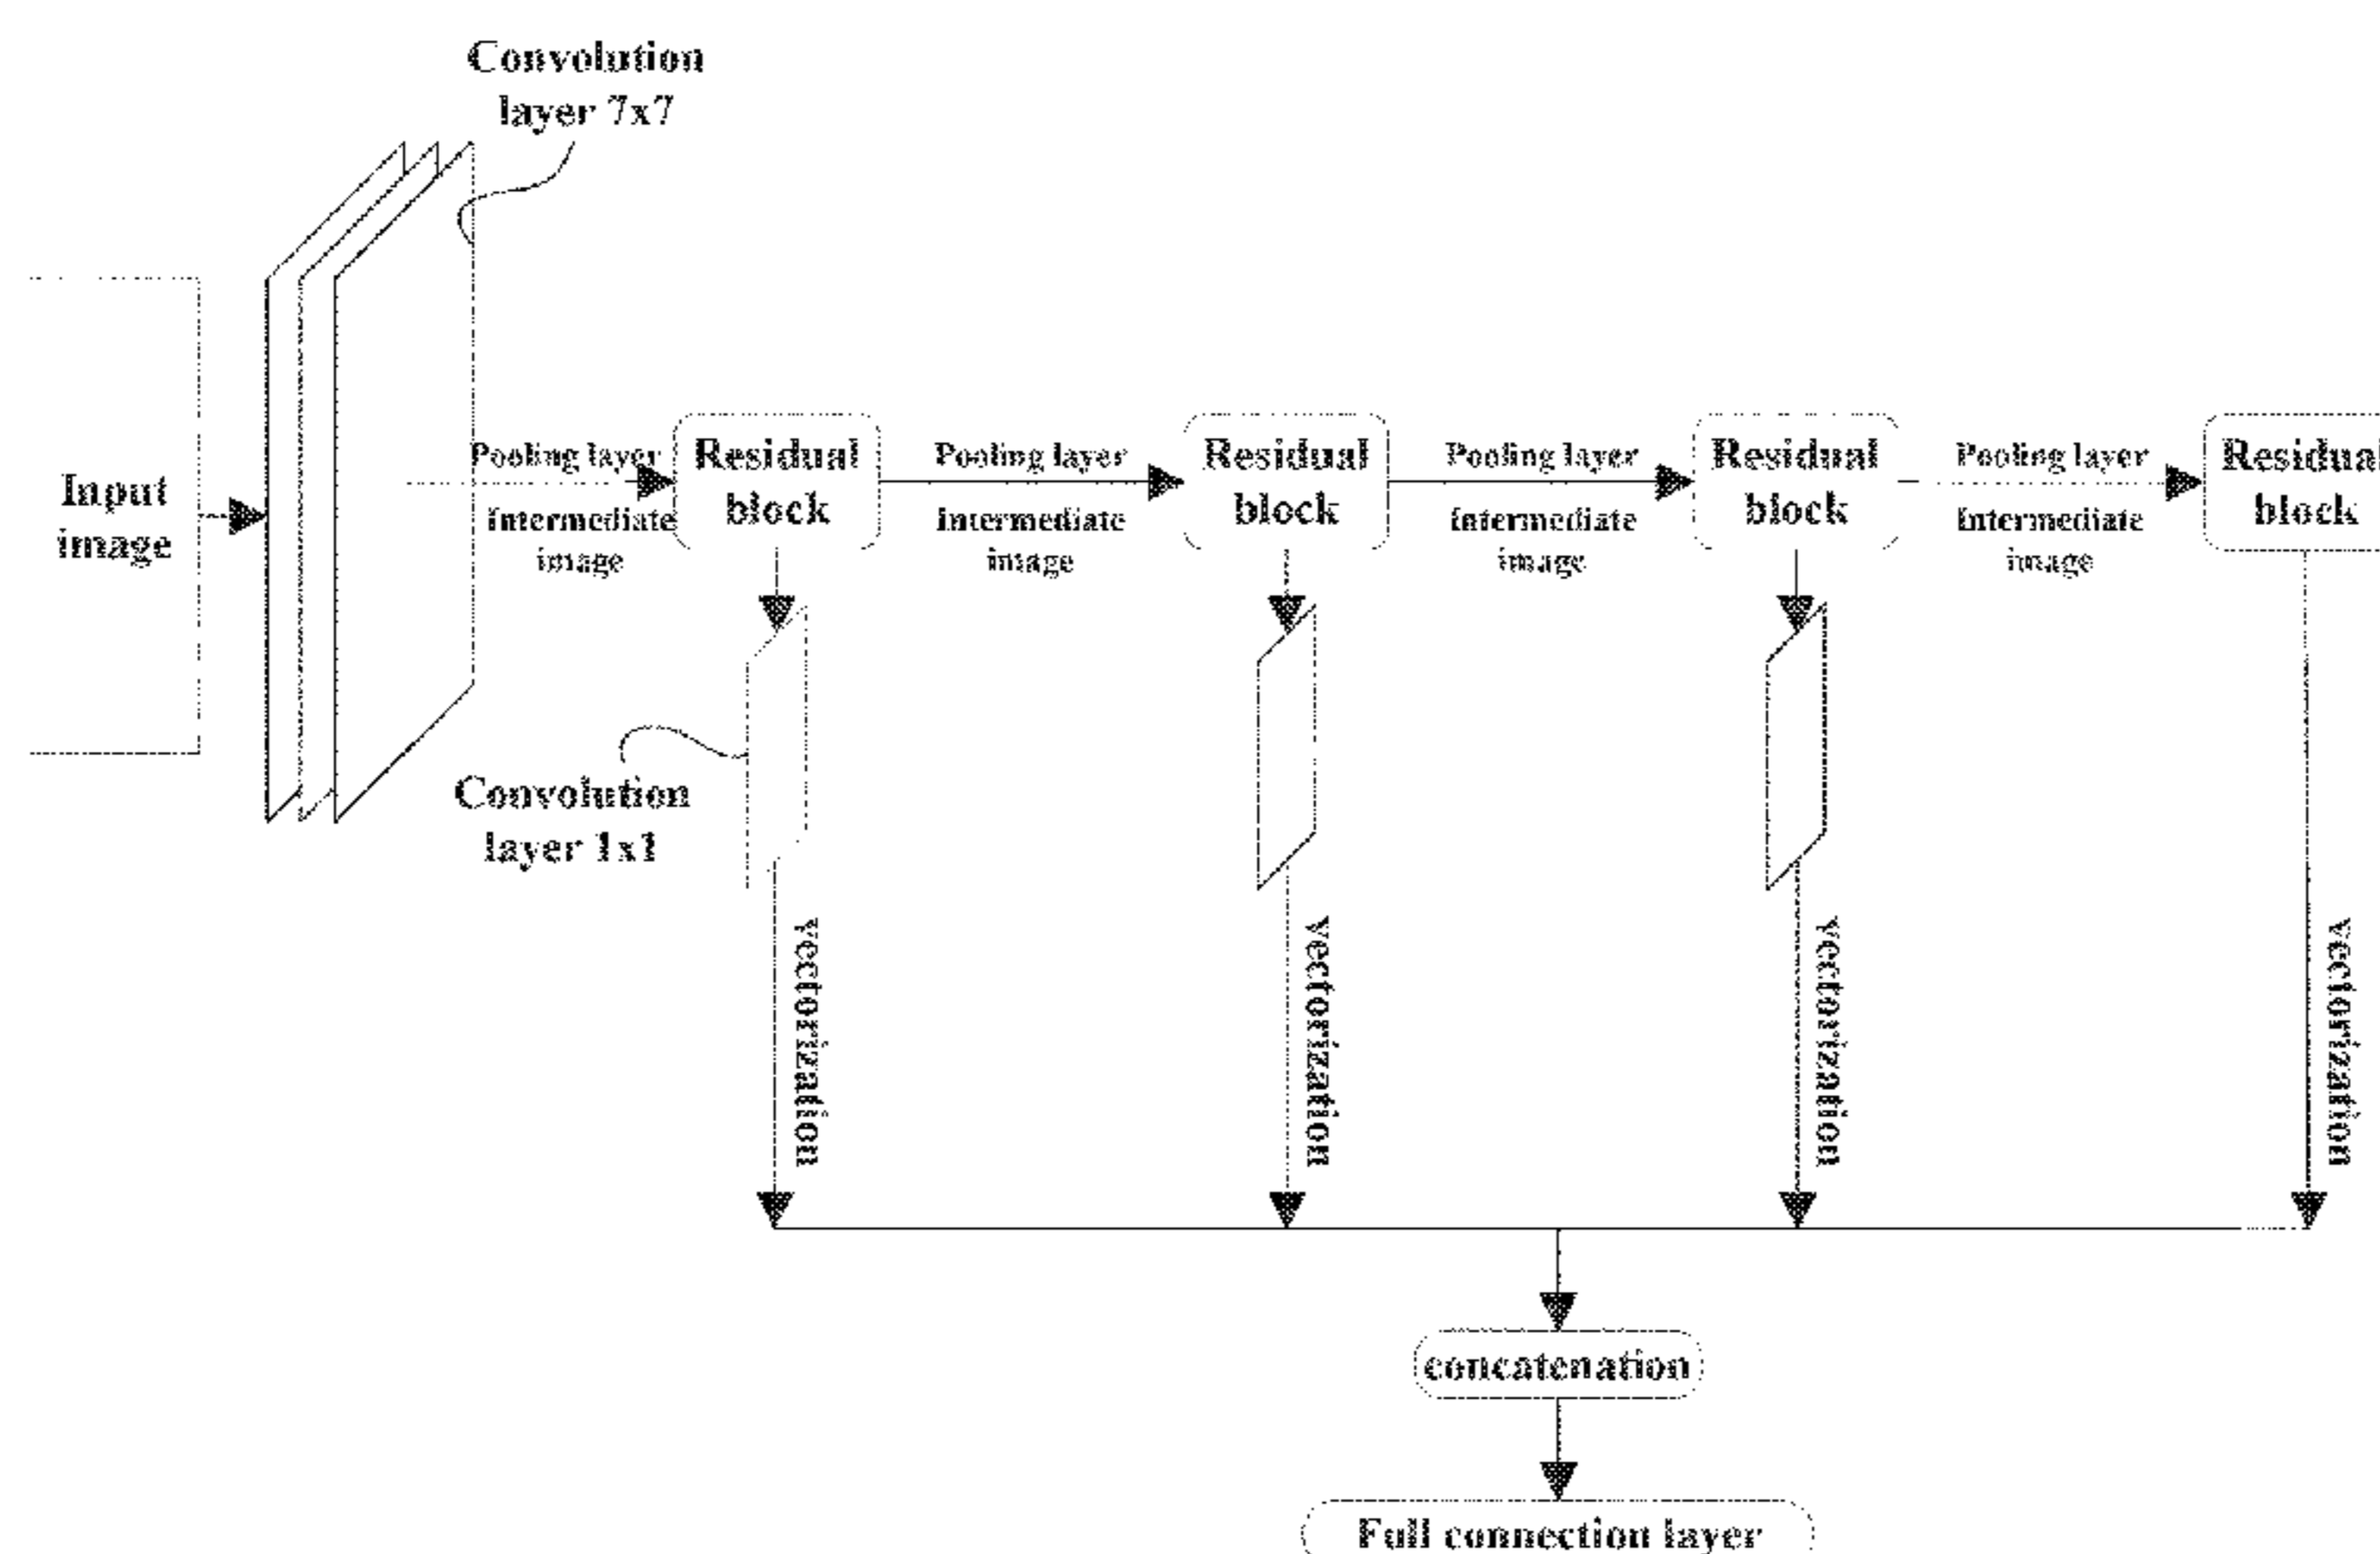 Convolution
layer 7x7
Input
image
Pooling layer
Intermediate
image
Residual
block
Pooling layer
Intermediate
image
Residual
block
Pooling layer
Intermediate
image
Residual
block
Pooling layer
Intermediate
image
Residual
block
Convolution
layer 1x1
vectorization
vectorization
vectorization
vectorization
concatenation
Full connection layer